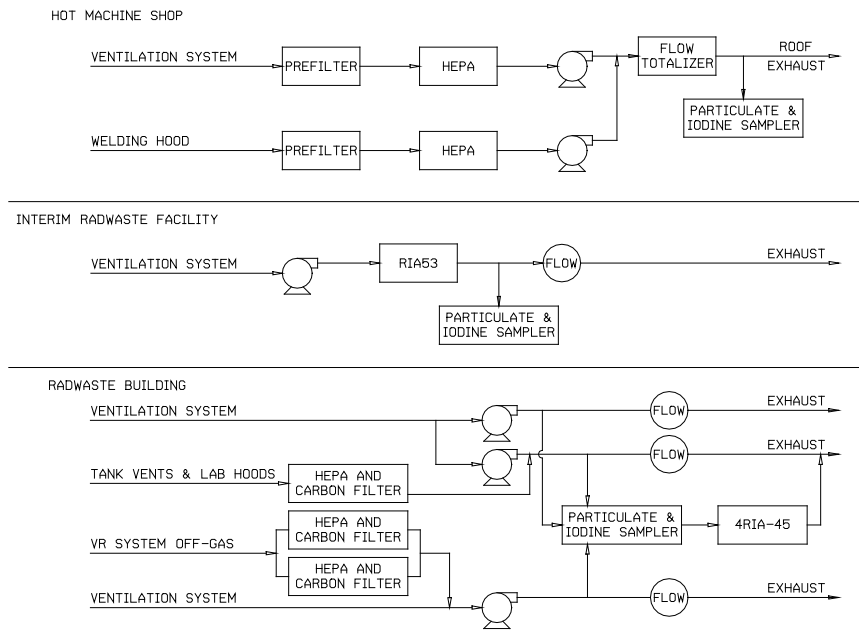 HOT MACHINE SHOP
VENTILATION SYSTEM
PREFILTER
HEPA
FLOW
TOTALIZER
ROOF
EXHAUST
PARTICULATE &
IODINE SAMPLER
WELDING HOOD
PREFILTER
HEPA
INTERIM RADWASTE FACILITY
VENTILATION SYSTEM
RIA53
FLOW
EXHAUST
PARTICULATE &
IODINE SAMPLER
RADWASTE BUILDING
VENTILATION SYSTEM
FLOW
EXHAUST
FLOW
EXHAUST
TANK VENTS & LAB HOODS
HEPA AND
CARBON FILTER
HEPA AND
CARBON FILTER
PARTICULATE &
IODINE SAMPLER
4RIA-45
VR SYSTEM OFF-GAS
HEPA AND
CARBON FILTER
VENTILATION SYSTEM
FLOW
EXHAUST